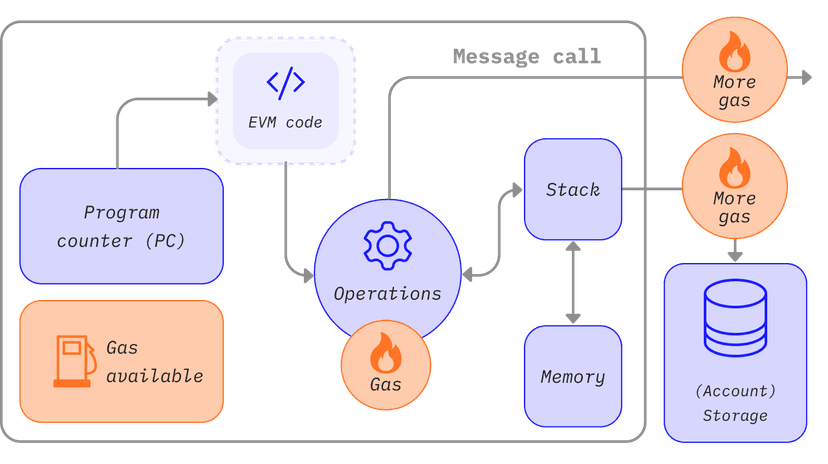 Message call
More
gas
EVM code
Program
counter (PC)
Stack
More
gas
Operations
Gas
available
Gas
Memory
(Account)
Storage